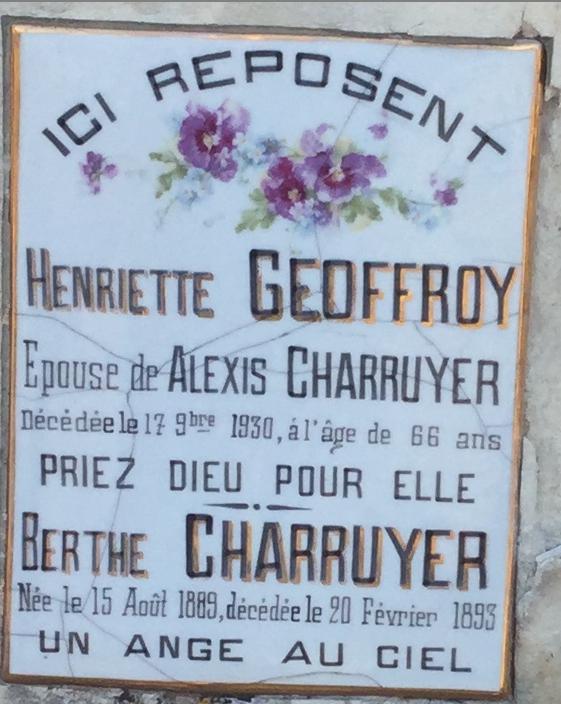 ICI REPOSENT
HENRIETTE GEOFFROY
Epouse de ALEXIS CHARRUYER
Décédée le 17 9bre 1930, à l'âge de 66 ans
PRIEZ DIEU POUR ELLE
BERTHE CHARRUYER
Née le 15 Août 1889, décédée le 20 Février 1893
UN ANGE AU CIEL